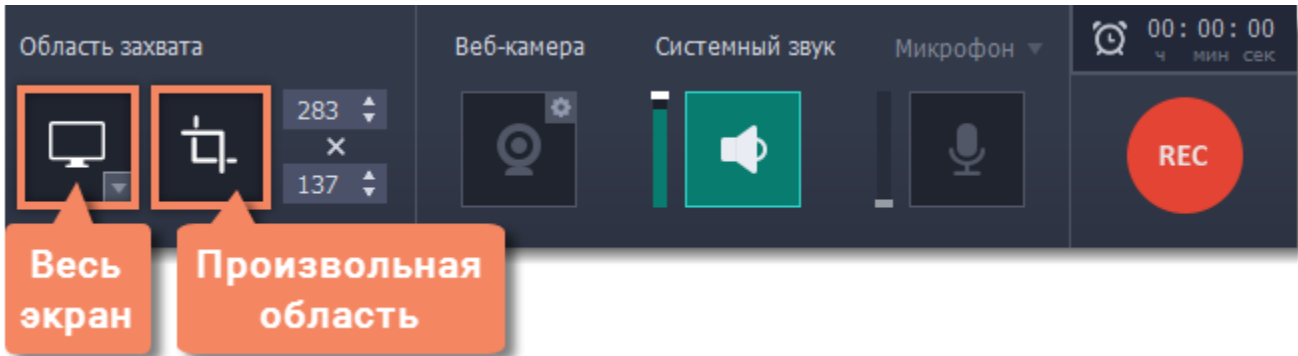 Область захвата
Веб-камера
Системный звук
Микрофон
00:00:00
ч мин сек
283
×
137
REC
Весь
экран
Произвольная
область